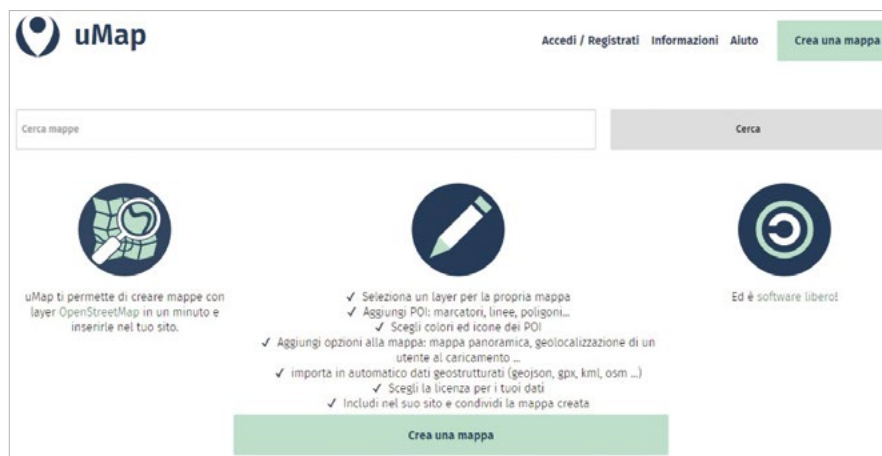 uMap
Accedi / Registrati Informazioni Aiuto Crea una mappa
Cerca mappe
Cerca
uMap ti permette di creare mappe con
layer OpenStreetMap in un minuto e
inserirle nel tuo sito.
✓ Seleziona un layer per la propria mappa
✓ Aggiungi POI: marcatori, linee, poligoni...
✓ Scegli colori ed icone dei POI
✓ Aggiungi opzioni alla mappa: mappa panoramica, geolocalizzazione di un
utente al caricamento ...
✓ importa in automatico dati geostrutturati (geojson, gpx, kml, osm ...)
✓ Scegli la licenza per i tuoi dati
✓ Includi nel suo sito e condividi la mappa creata
Ed è software libero!
Crea una mappa